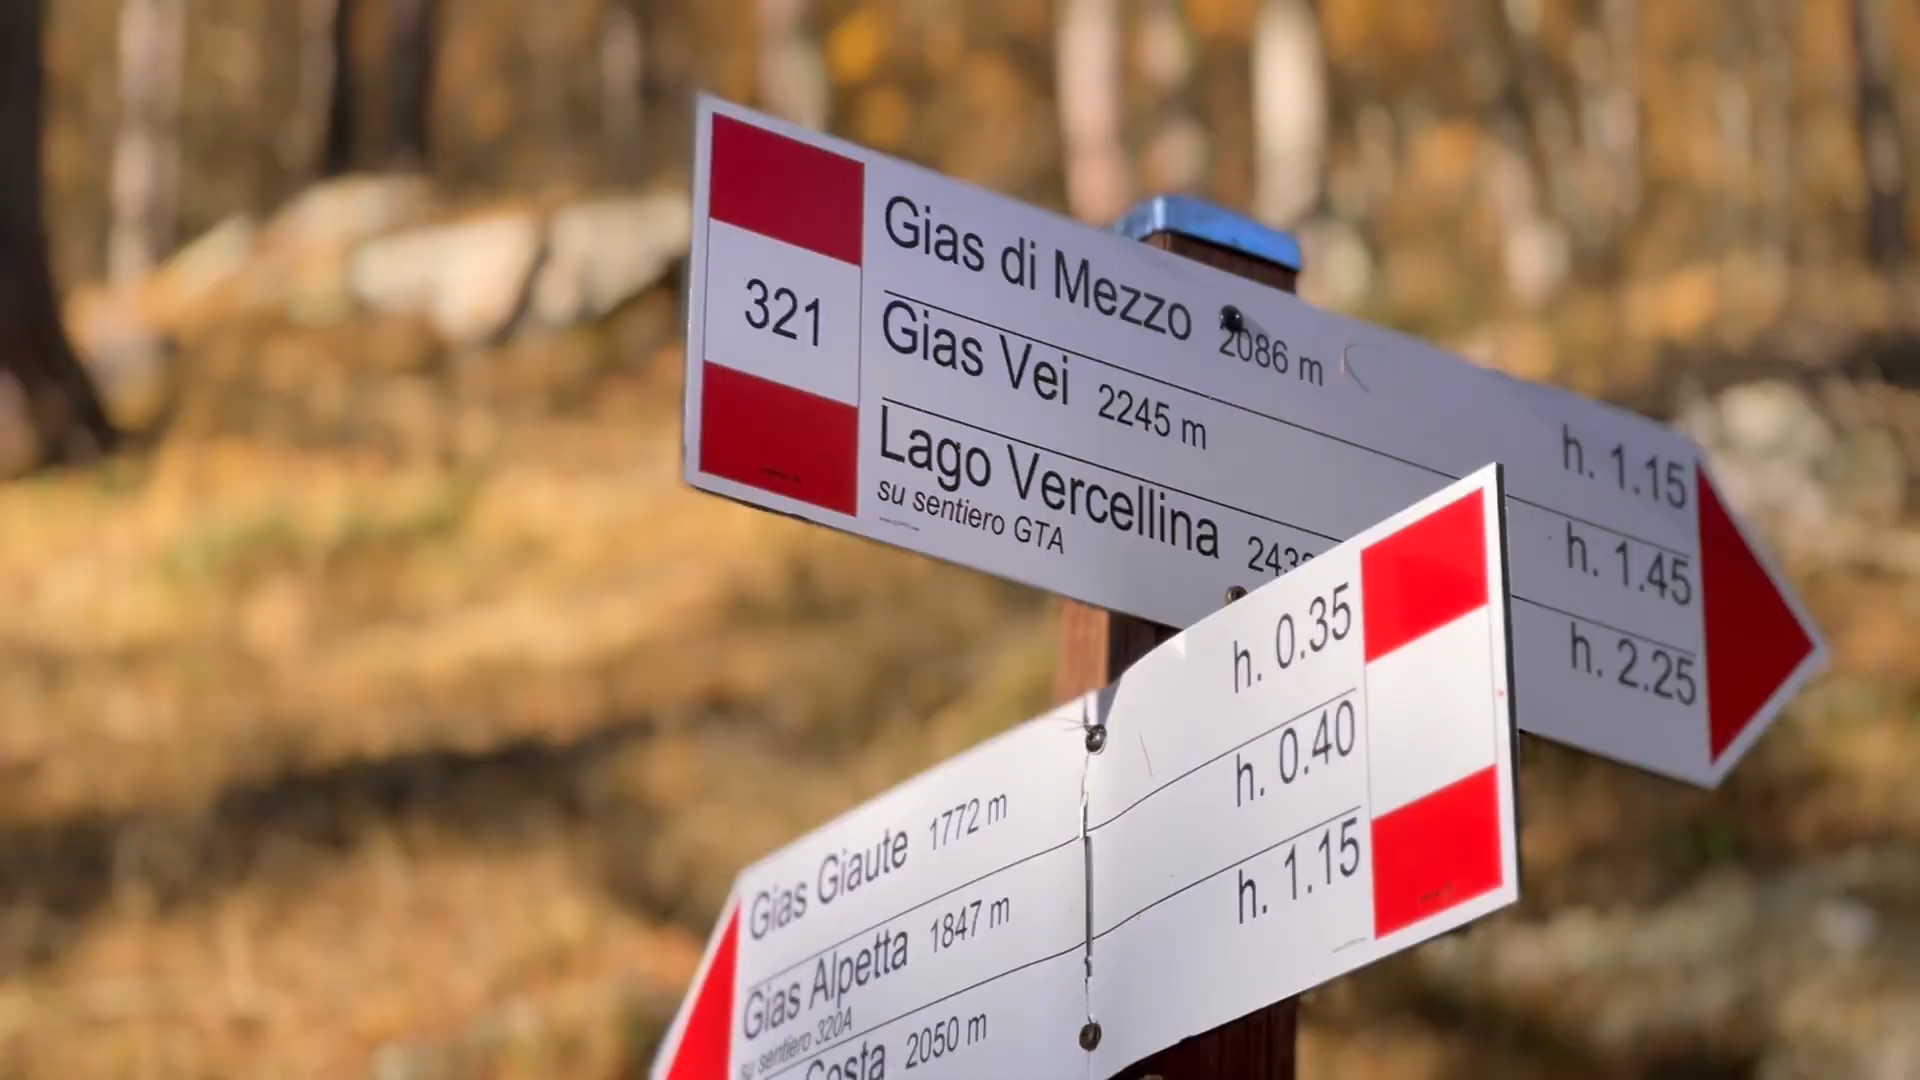 321
Gias di Mezzo 2086 m h. 1.15
Gias Vei 2245 m h. 1.45
Lago Vercellina h. 2.25
su sentiero GTA
Gias Giaute 1772 m h. 0.35
Gias Alpetta 1847 m h. 0.40
su sentiero 320A
Costa 2050 m h. 1.15